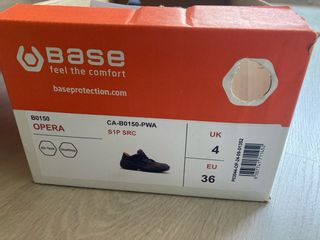 BASE
feel the comfort
baseprotection.com
B0150
OPERA
CA-B0150-PWA
S1P SRC
UK
4
EU
36